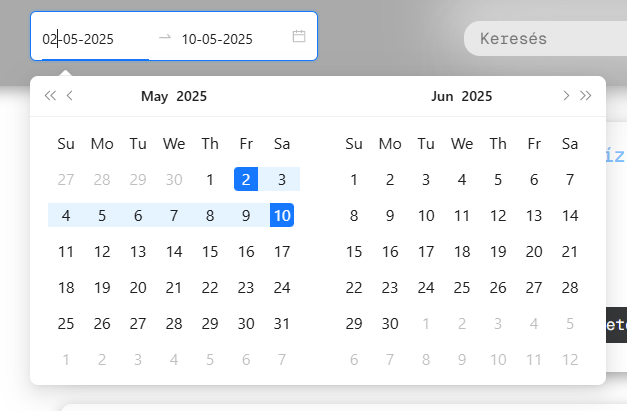 02-05-2025 → 10-05-2025
Keresés
May 2025
Jun 2025
Su Mo Tu We Th Fr Sa
27 28 29 30 1 2 3
4 5 6 7 8 9 10
11 12 13 14 15 16 17
18 19 20 21 22 23 24
25 26 27 28 29 30 31
1 2 3 4 5 6 7
Su Mo Tu We Th Fr Sa
1 2 3 4 5 6 7
8 9 10 11 12 13 14
15 16 17 18 19 20 21
22 23 24 25 26 27 28
29 30 1 2 3 4 5
6 7 8 9 10 11 12